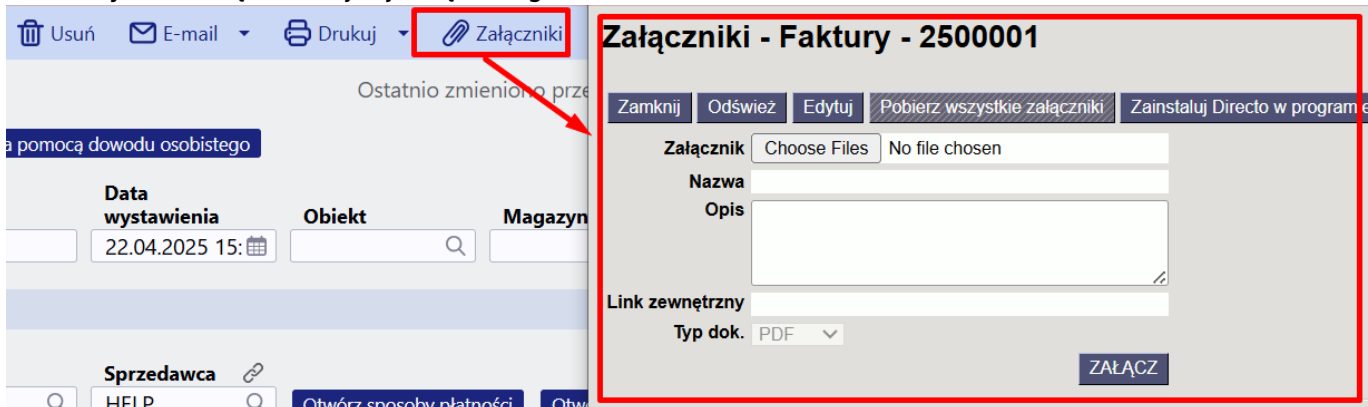 Usuń E-mail Drukuj Załączniki
Ostatnio zmieniono prze
a pomocą dowodu osobistego
Data
wystawienia Obiekt Magazyn
22.04.2025 15:
Sprzedawca
HELP
Otwórz sposoby płatności Otw
Załączniki - Faktury - 2500001
Zamknij Odśwież Edytuj Pobierz wszystkie załączniki Zainstaluj Directo w programie
Załącznik Choose Files No file chosen
Nazwa
Opis
Link zewnętrzny
Typ dok. PDF
ZAŁĄCZ